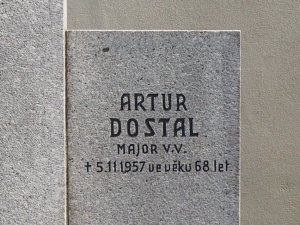 ARTUR
DOSTAL
MAJOR V.V.
† 5.11.1957 ve věku 68 let